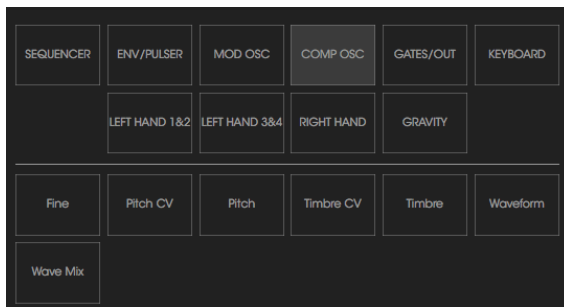 SEQUENCER ENV/PULSER MOD OSC COMP OSC GATES/OUT KEYBOARD
LEFT HAND 1&2 LEFT HAND 3&4 RIGHT HAND GRAVITY
Fine Pitch CV Pitch Timbre CV Timbre Waveform
Wave Mix